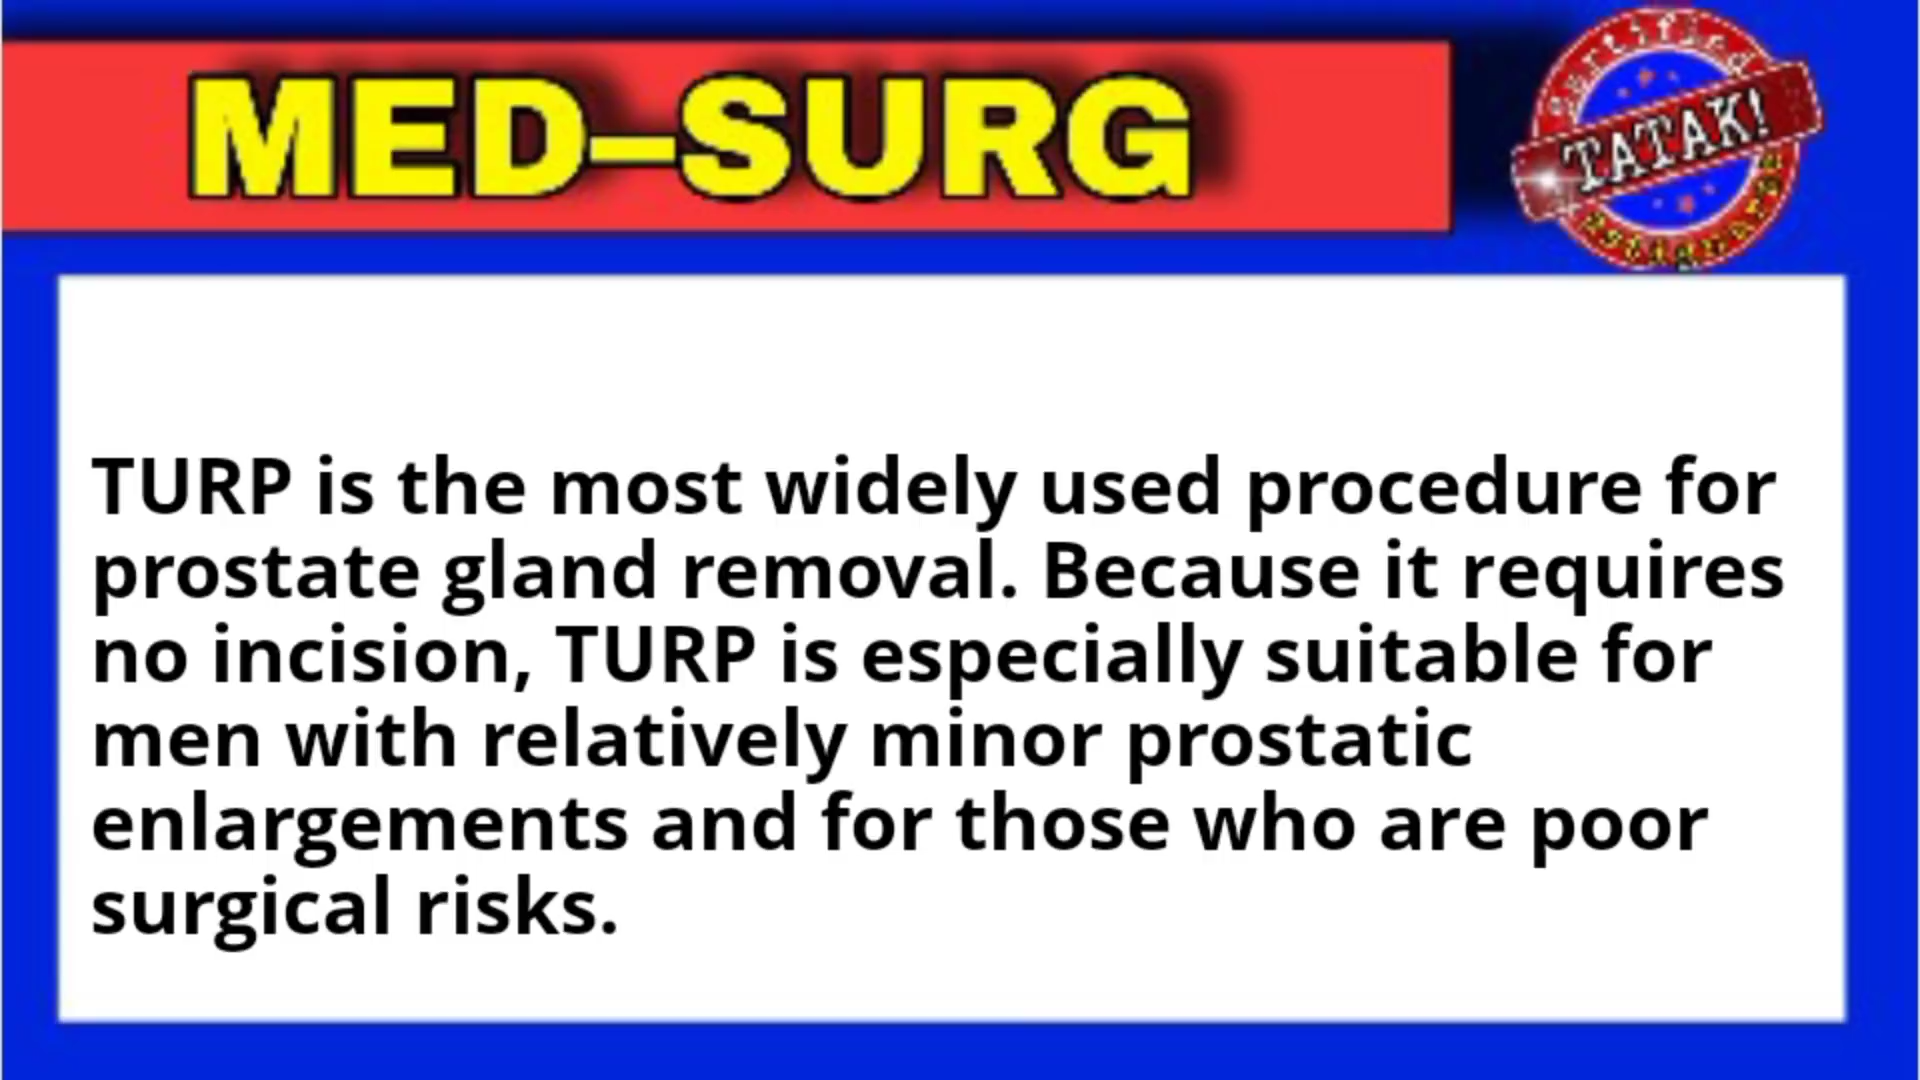 MED–SURG
certified
TATAK!
TURP is the most widely used procedure for
prostate gland removal. Because it requires
no incision, TURP is especially suitable for
men with relatively minor prostatic
enlargements and for those who are poor
surgical risks.